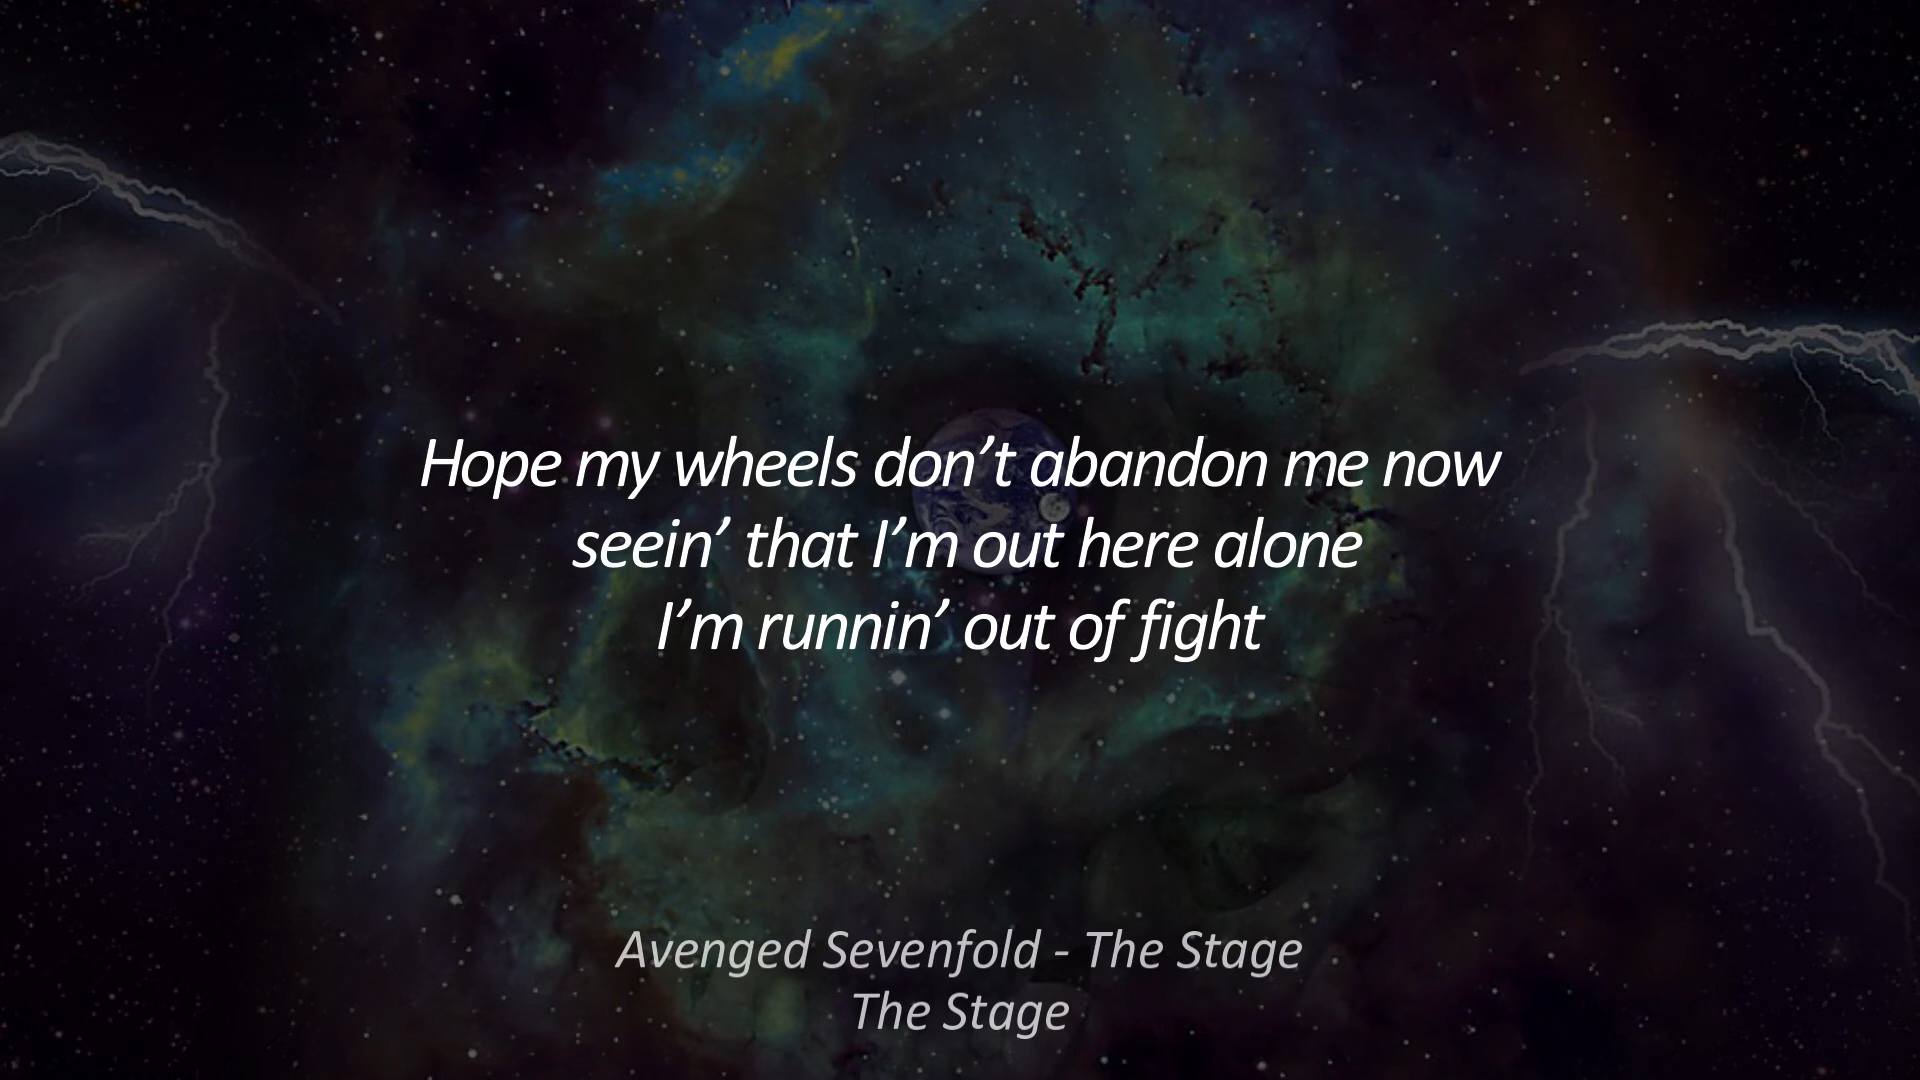 Hope my wheels don’t abandon me now
seein’ that I’m out here alone
I’m runnin’ out of fight
Avenged Sevenfold - The Stage
The Stage